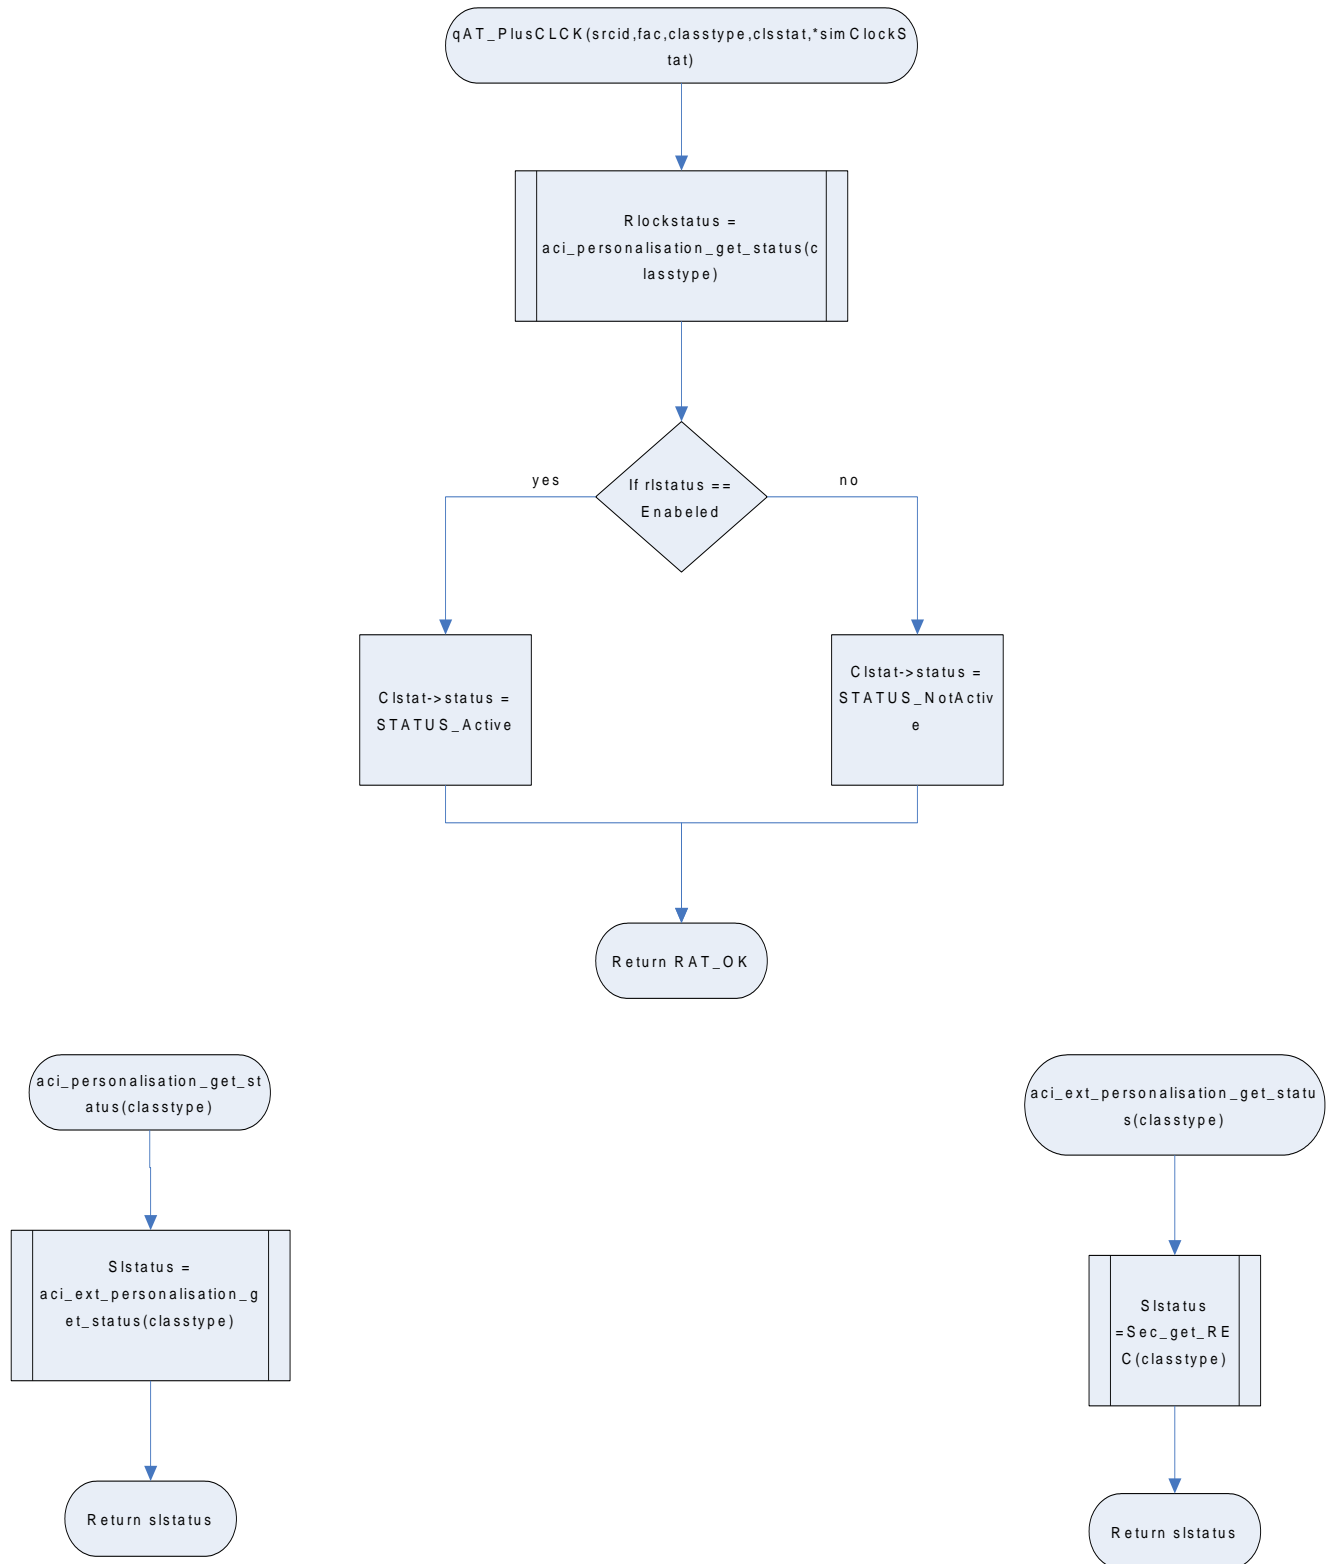 qAT_PlusCLCK(srcid,fac,classtype,clsstat,*simClockS
tat)
Rlockstatus =
aci_personalisation_get_status(c
lasstype)
yes
If rlstatus ==
Enabeled
no
Clstat->status =
STATUS_Active
Clstat->status =
STATUS_NotActiv
e
Return RAT_OK
aci_personalisation_get_st
atus(classtype)
Slstatus =
aci_ext_personalisation_g
et_status(classtype)
Return slstatus
aci_ext_personalisation_get_statu
s(classtype)
Slstatus
=Sec_get_RE
C(classtype)
Return slstatus